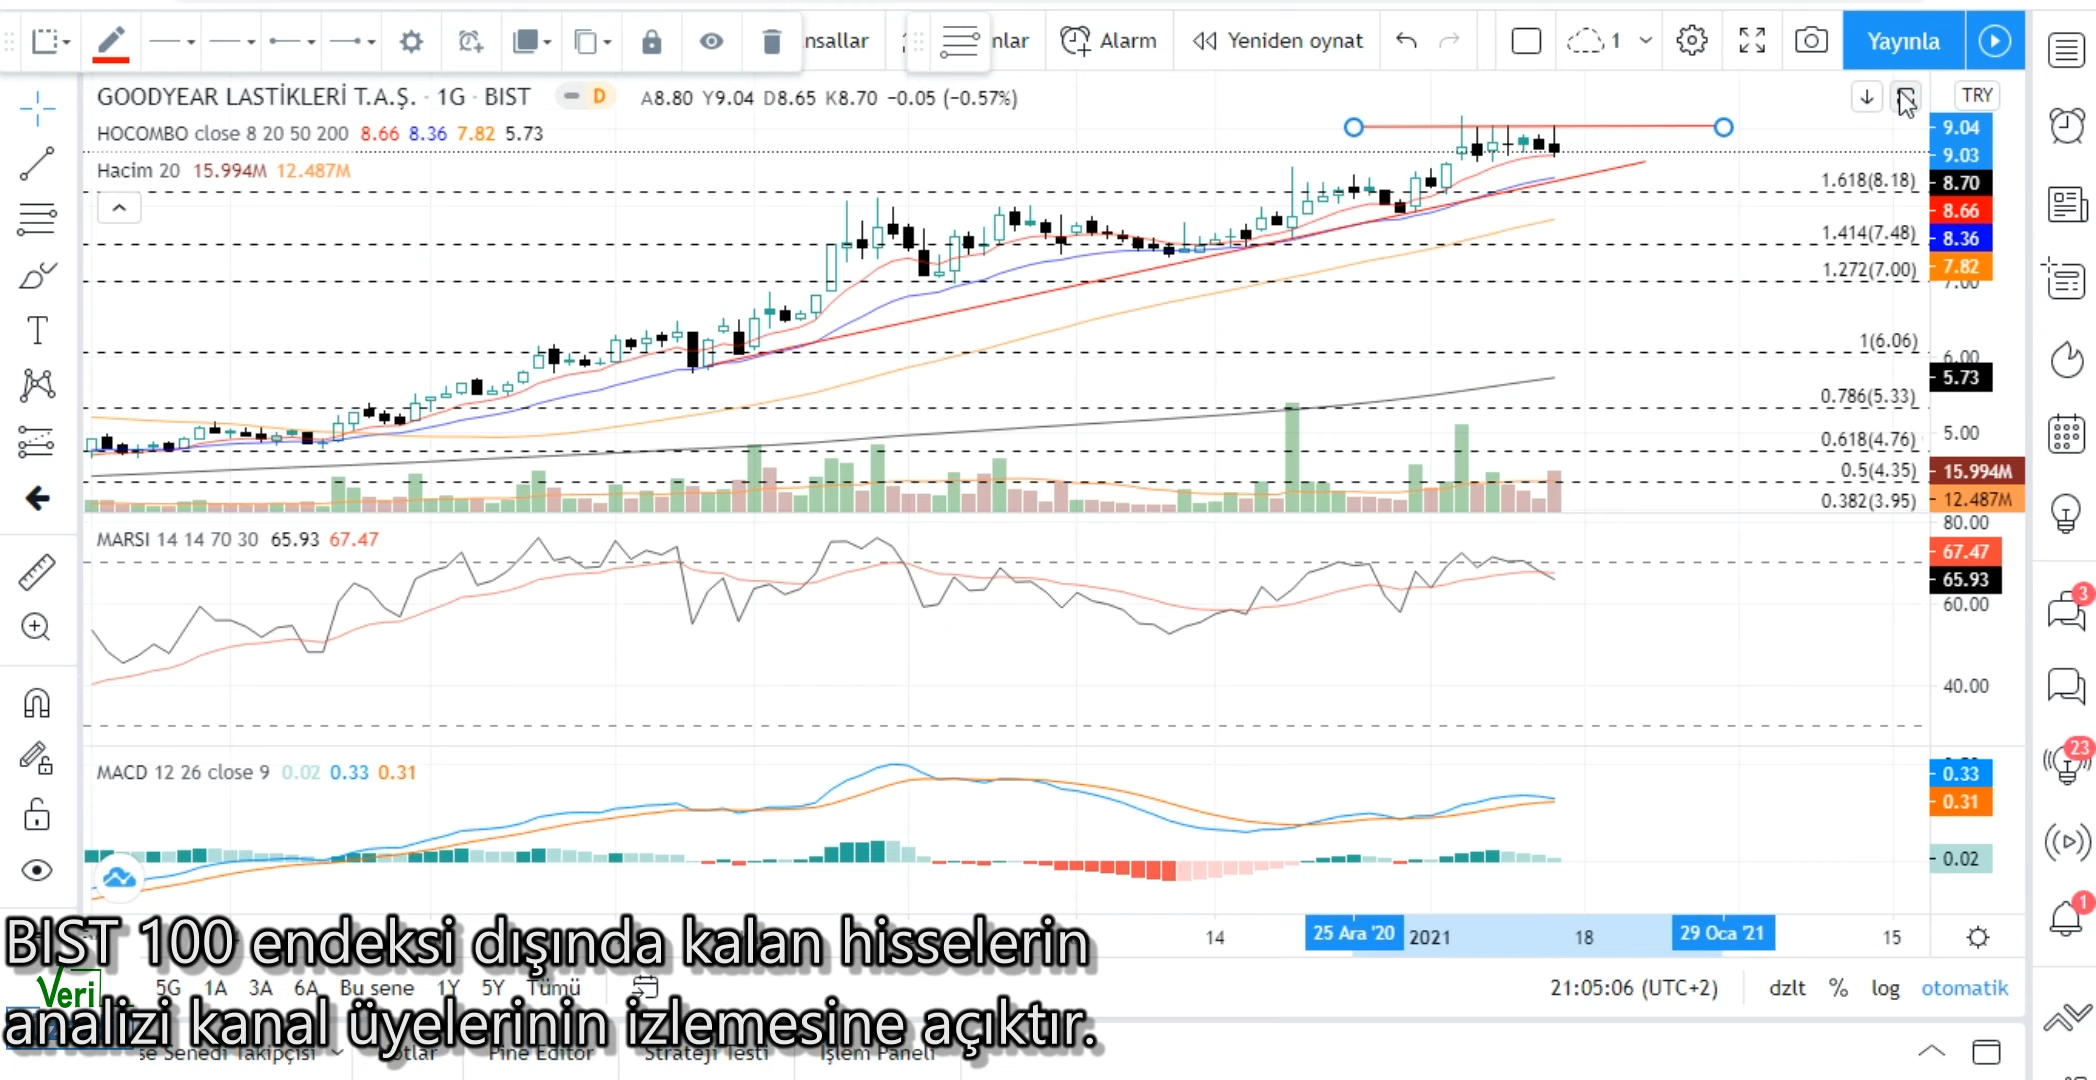 nsallar
nlar
Alarm
Yeniden oynat
1
Yayınla
GOODYEAR LASTİKLERİ T.A.Ş. · 1G · BIST
D
A8.80 Y9.04 D8.65 K8.70 −0.05 (−0.57%)
TRY
HOCOMBO close 8 20 50 200 8.66 8.36 7.82 5.73
Hacim 20 15.994M 12.487M
9.04
9.03
8.70
8.66
8.36
7.82
7.00
6.00
5.73
5.00
15.994M
12.487M
1.618(8.18)
1.414(7.48)
1.272(7.00)
1(6.06)
0.786(5.33)
0.618(4.76)
0.5(4.35)
0.382(3.95)
MARSI 14 14 70 30 65.93 67.47
80.00
67.47
65.93
60.00
40.00
MACD 12 26 close 9 0.02 0.33 0.31
0.33
0.31
0.02
3
23
1
14
25 Ara '20
2021
18
29 Oca '21
15
BIST 100 endeksi dışında kalan hisselerin
Veri
5G 1A 3A 6A Bu sene 1Y 5Y Tümü
21:05:06 (UTC+2)
dzlt % log otomatik
analizi kanal üyelerinin izlemesine açıktır.
se Senedi Takipçisi
otlar
Pine Editör
Strateji Testi
İşlem Paneli